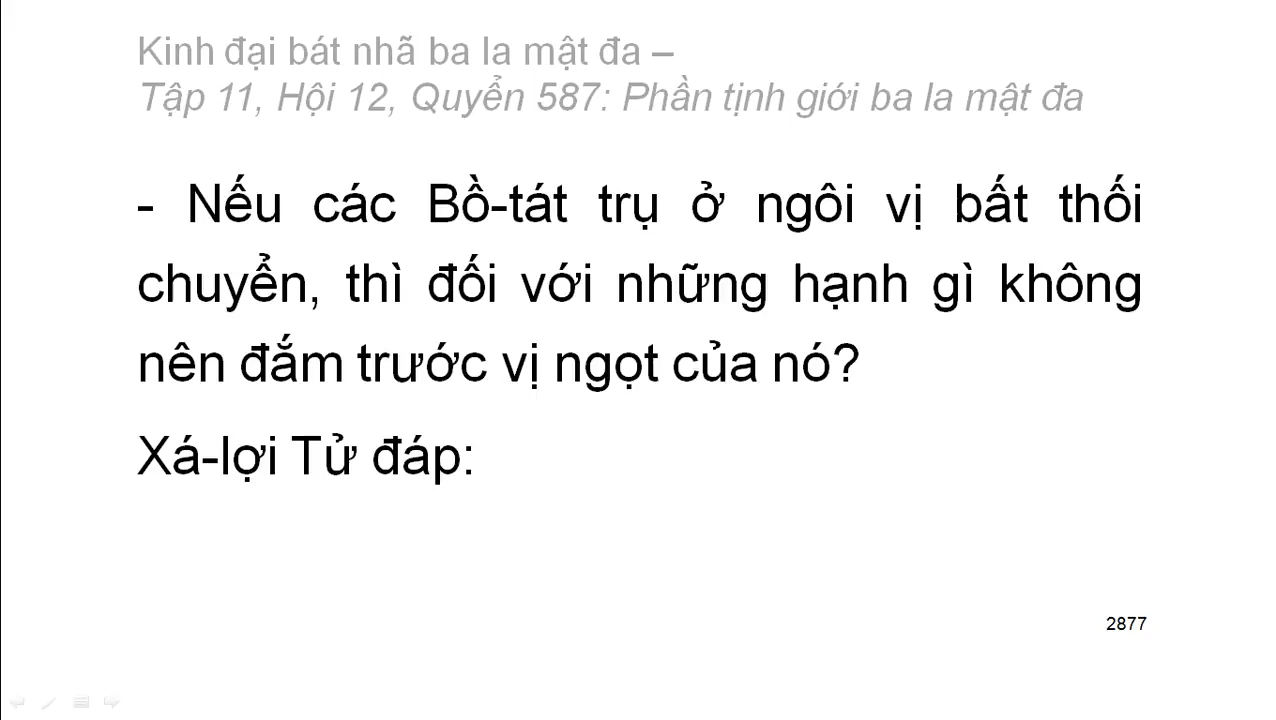 Kinh đại bát nhã ba la mật đa –
Tập 11, Hội 12, Quyển 587: Phần tịnh giới ba la mật đa
- Nếu các Bồ-tát trụ ở ngôi vị bất thối
chuyển, thì đối với những hạnh gì không
nên đắm trước vị ngọt của nó?
Xá-lợi Tử đáp:
2877